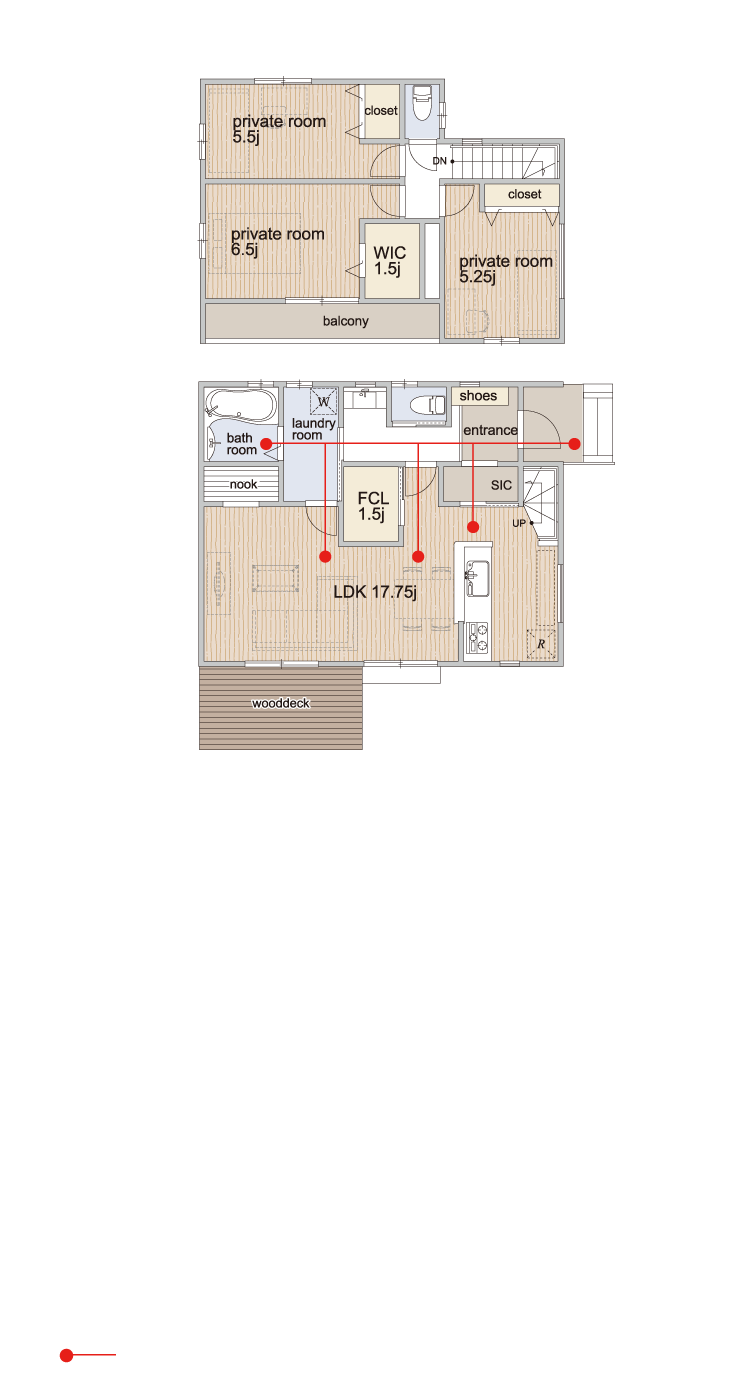 closet
private room
5.5j
DN
closet
private room
6.5j
WIC
1.5j
private room
5.25j
balcony
W
shoes
laundry
room
entrance
bath
room
nook
FCL
1.5j
SIC
UP
LDK 17.75j
R
wooddeck